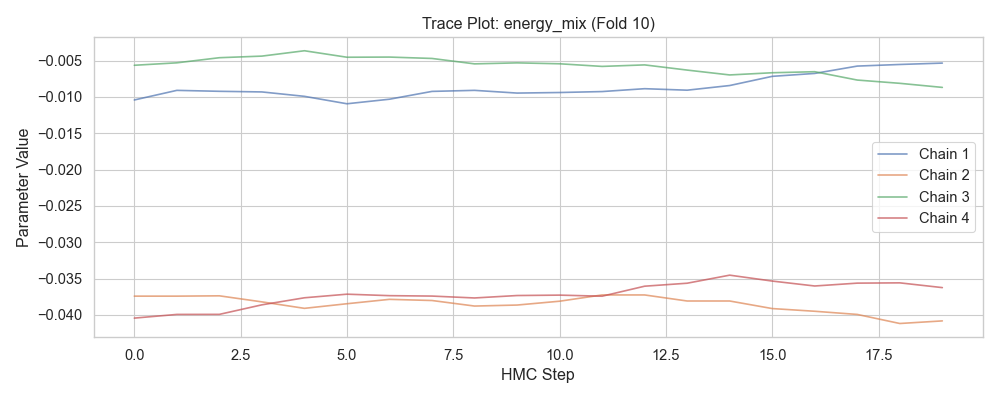 Trace Plot: energy_mix (Fold 10)
Parameter Value
−0.005
−0.010
−0.015
−0.020
−0.025
−0.030
−0.035
−0.040
Chain 1
Chain 2
Chain 3
Chain 4
0.0 2.5 5.0 7.5 10.0 12.5 15.0 17.5
HMC Step